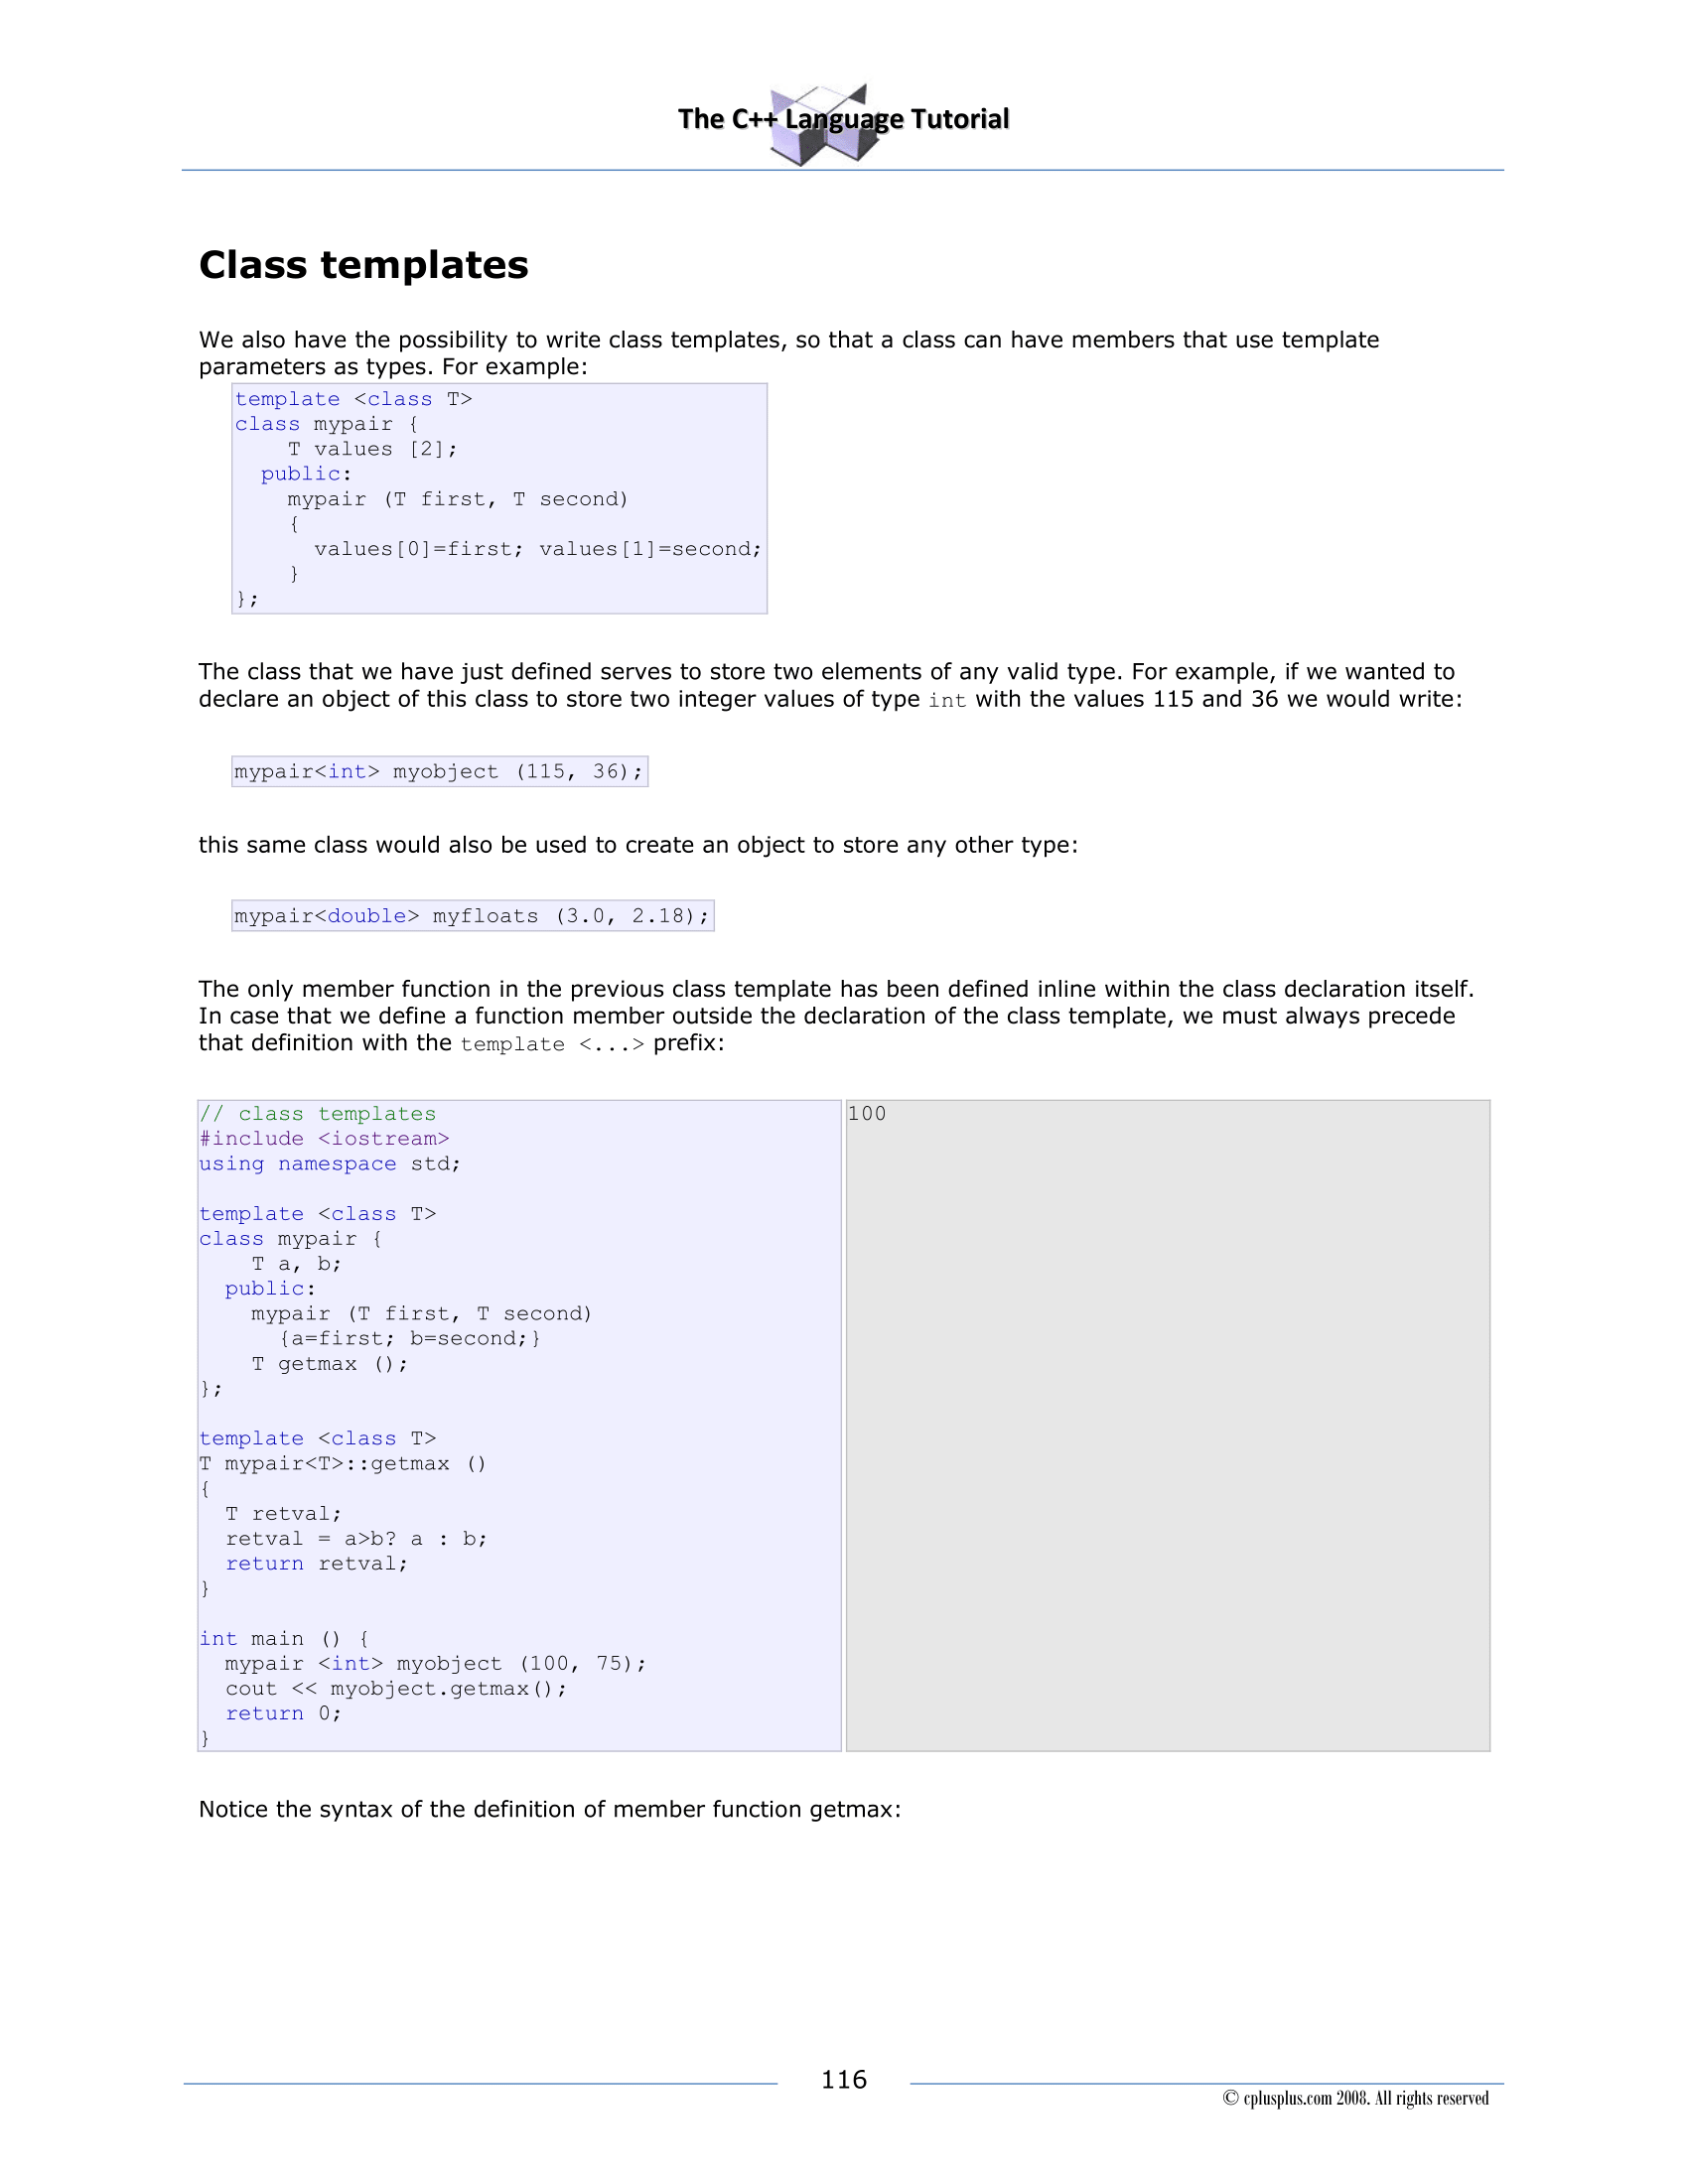 The C++ Language Tutorial
Class templates
We also have the possibility to write class templates, so that a class can have members that use template
parameters as types. For example:
template <class T>
class mypair {
    T values [2];
  public:
    mypair (T first, T second)
    {
      values[0]=first; values[1]=second;
    }
};
The class that we have just defined serves to store two elements of any valid type. For example, if we wanted to
declare an object of this class to store two integer values of type int with the values 115 and 36 we would write:
mypair<int> myobject (115, 36);
this same class would also be used to create an object to store any other type:
mypair<double> myfloats (3.0, 2.18);
The only member function in the previous class template has been defined inline within the class declaration itself.
In case that we define a function member outside the declaration of the class template, we must always precede
that definition with the template <...> prefix:
// class templates
#include <iostream>
using namespace std;
template <class T>
class mypair {
    T a, b;
  public:
    mypair (T first, T second)
      {a=first; b=second;}
    T getmax ();
};
template <class T>
T mypair<T>::getmax ()
{
  T retval;
  retval = a>b? a : b;
  return retval;
}
int main () {
  mypair <int> myobject (100, 75);
  cout << myobject.getmax();
  return 0;
}
100
Notice the syntax of the definition of member function getmax:
116
© cplusplus.com 2008. All rights reserved